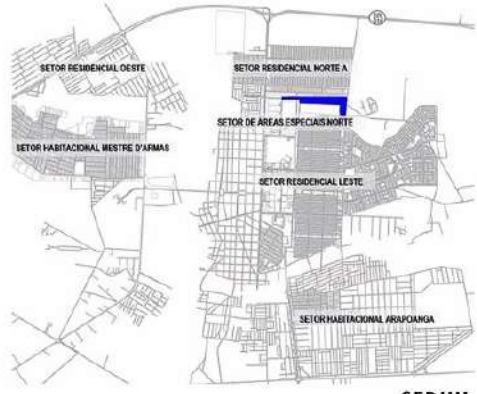 SETOR RESIDENCIAL OESTE
SETOR RESIDENCIAL NORTE A
SETOR DE ÁREAS ESPECIAIS NORTE
SETOR HABITACIONAL MESTRE D'ARMAS
SETOR RESIDENCIAL LESTE
SETOR HABITACIONAL ARAPOANGA